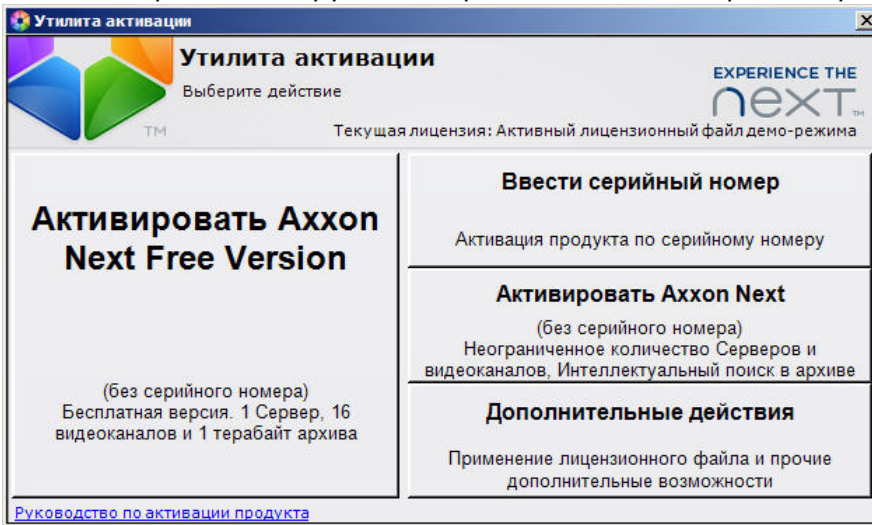 Утилита активации
Утилита активации
Выберите действие
EXPERIENCE THE
next™
TM
Текущая лицензия: Активный лицензионный файл демо-режима
Активировать Axxon
Next Free Version
(без серийного номера)
Бесплатная версия. 1 Сервер, 16
видеоканалов и 1 терабайт архива
Ввести серийный номер
Активация продукта по серийному номеру
Активировать Axxon Next
(без серийного номера)
Неограниченное количество Серверов и
видеоканалов, Интеллектуальный поиск в архиве
Дополнительные действия
Применение лицензионного файла и прочие
дополнительные возможности
Руководство по активации продукта